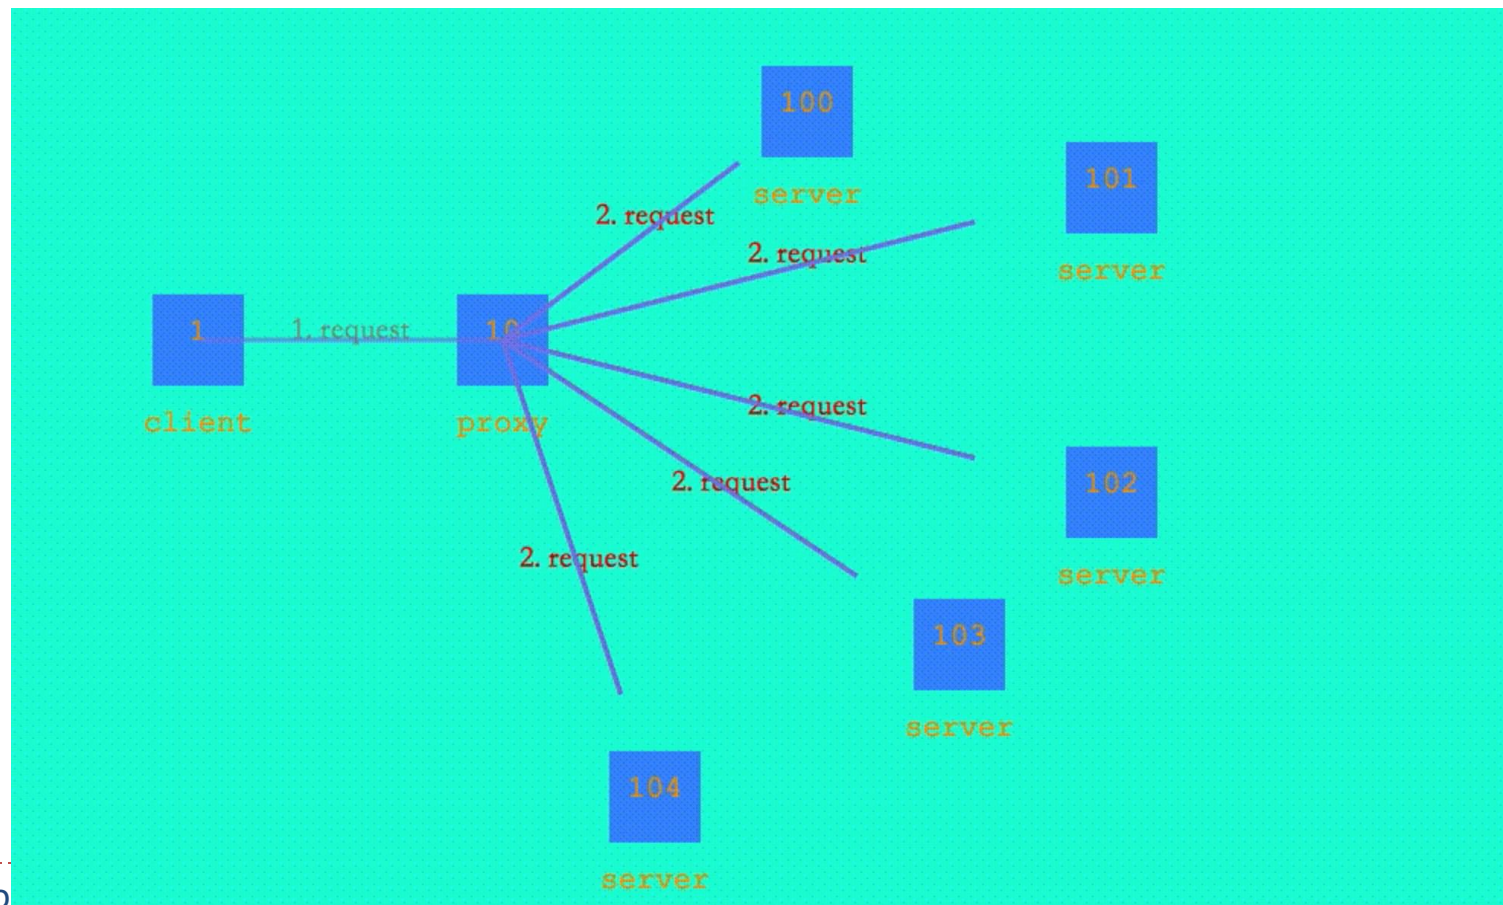 100
server
101
server
2. request
2. request
1
1. request
10
client
proxy
2. request
102
server
2. request
2. request
103
server
104
server